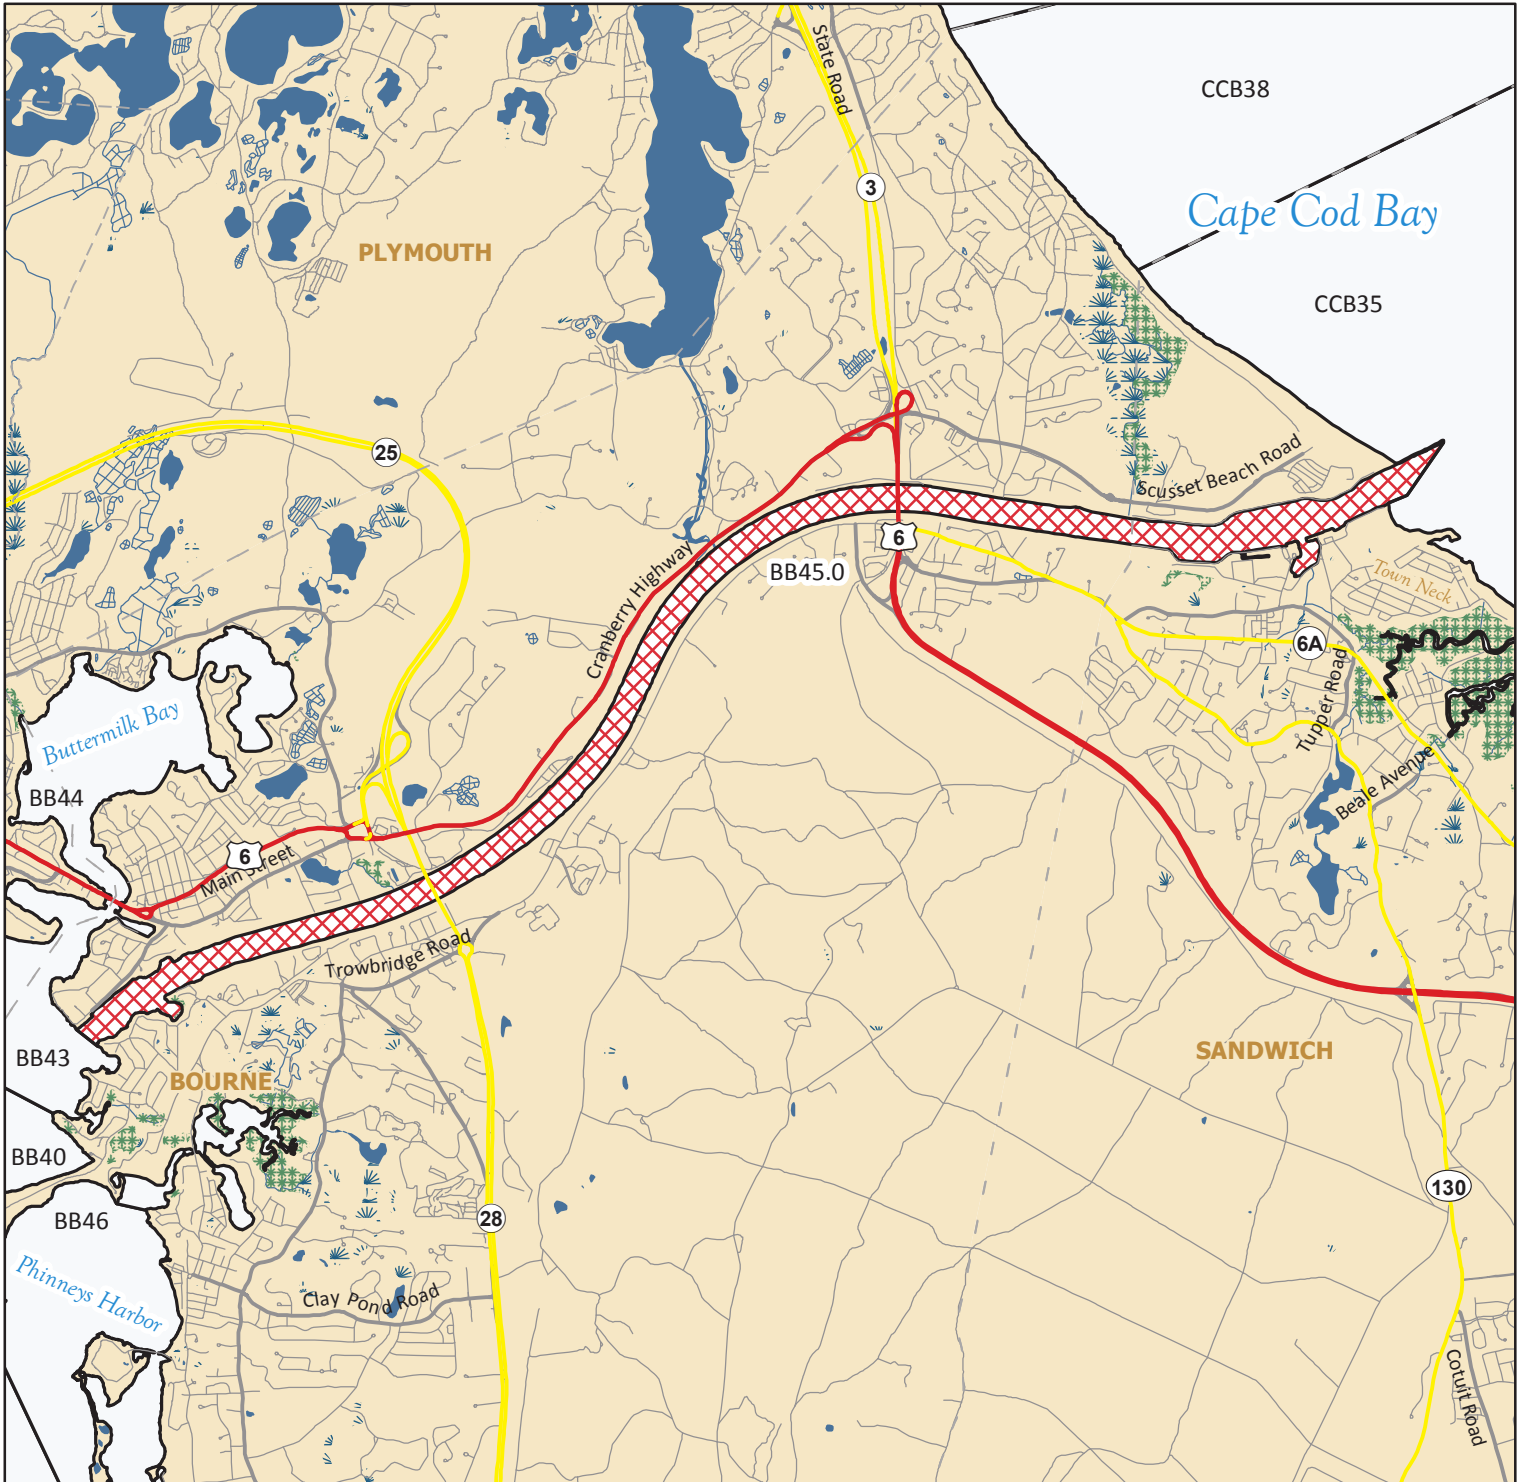 State Road
CCB38
3
Cape Cod Bay
PLYMOUTH
CCB35
25
Scusset Beach Road
6
Cranberry Highway
BB45.0
Town Neck
6A
Tupper Road
Buttermilk Bay
BB44
Beale Avenue
6
Main Street
Trowbridge Road
BB43
SANDWICH
BOURNE
BB40
130
BB46
28
Phinneys Harbor
Clay Pond Road
Cotuit Road